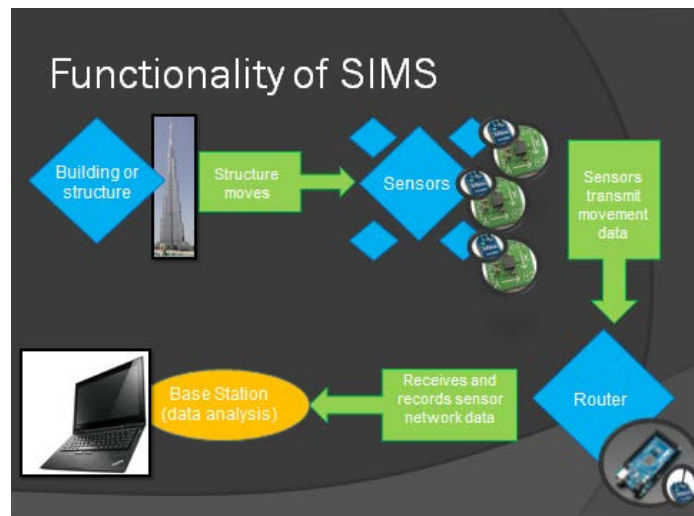 Functionality of SIMS
Building or
structure
Structure
moves
Sensors
Sensors
transmit
movement
data
Router
Receives and
records sensor
network data
Base Station
(data analysis)